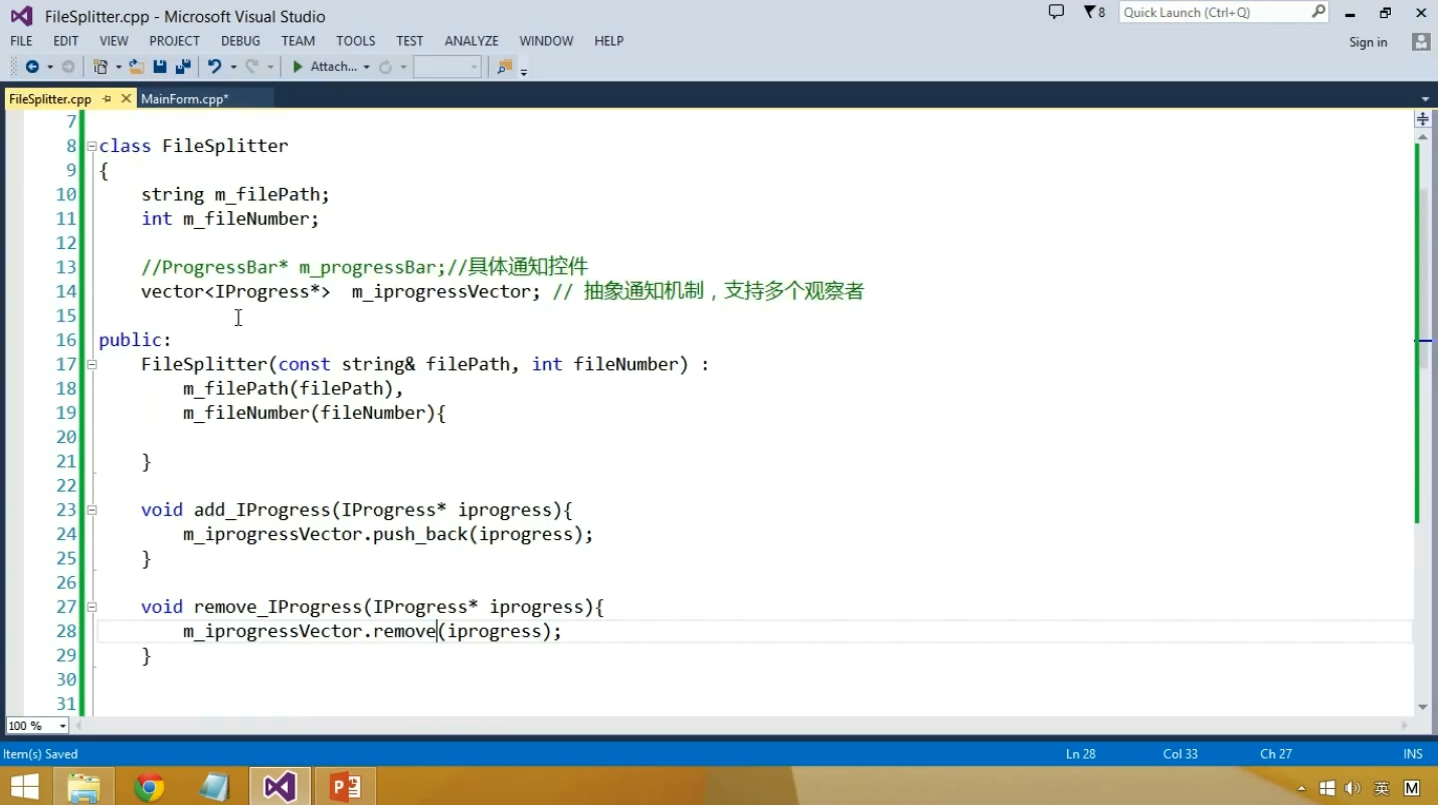 FileSplitter.cpp - Microsoft Visual Studio
8
Quick Launch (Ctrl+Q)
FILE EDIT VIEW PROJECT DEBUG TEAM TOOLS TEST ANALYZE WINDOW HELP
Sign in
Attach...
FileSplitter.cpp
MainForm.cpp*
7
8 class FileSplitter
9 {
10 string m_filePath;
11 int m_fileNumber;
12
13 //ProgressBar* m_progressBar;//具体通知控件
14 vector<IProgress*>  m_iprogressVector; // 抽象通知机制，支持多个观察者
15
16 public:
17 FileSplitter(const string& filePath, int fileNumber) :
18 m_filePath(filePath),
19 m_fileNumber(fileNumber){
20
21 }
22
23 void add_IProgress(IProgress* iprogress){
24 m_iprogressVector.push_back(iprogress);
25 }
26
27 void remove_IProgress(IProgress* iprogress){
28 m_iprogressVector.remove(iprogress);
29 }
30
31
100 %
Item(s) Saved
Ln 28 Col 33 Ch 27 INS
P
英 M